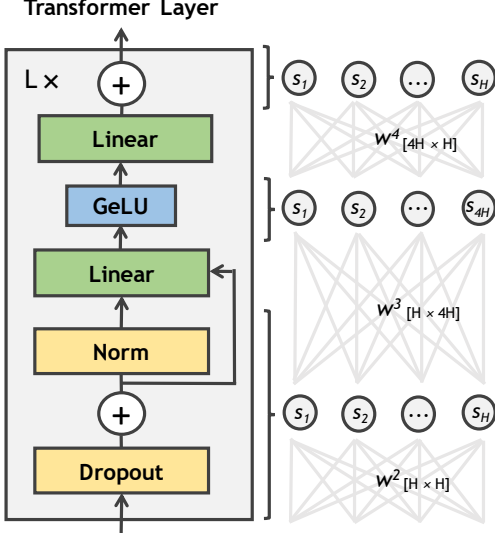 Transformer Layer
L ×
+
Linear
GeLU
Linear
Norm
+
Dropout
s1 s2 ... sH
w4 [4H × H]
s1 s2 ... s4H
w3 [H × 4H]
s1 s2 ... sH
w2 [H × H]